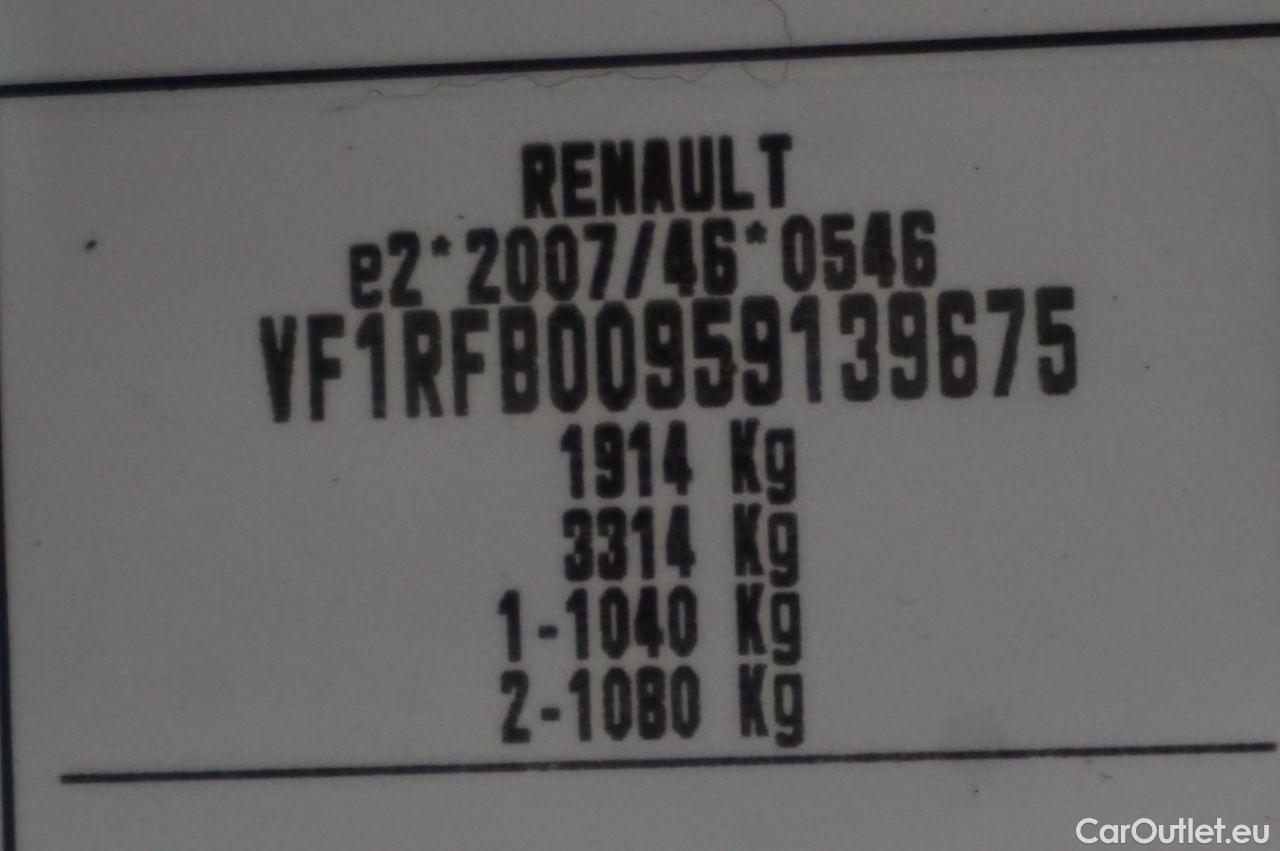 RENAULT
e2*2007/46*0546
VF1RFB00959139675
1914 Kg
3314 Kg
1-1040 Kg
2-1080 Kg
CarOutlet.eu